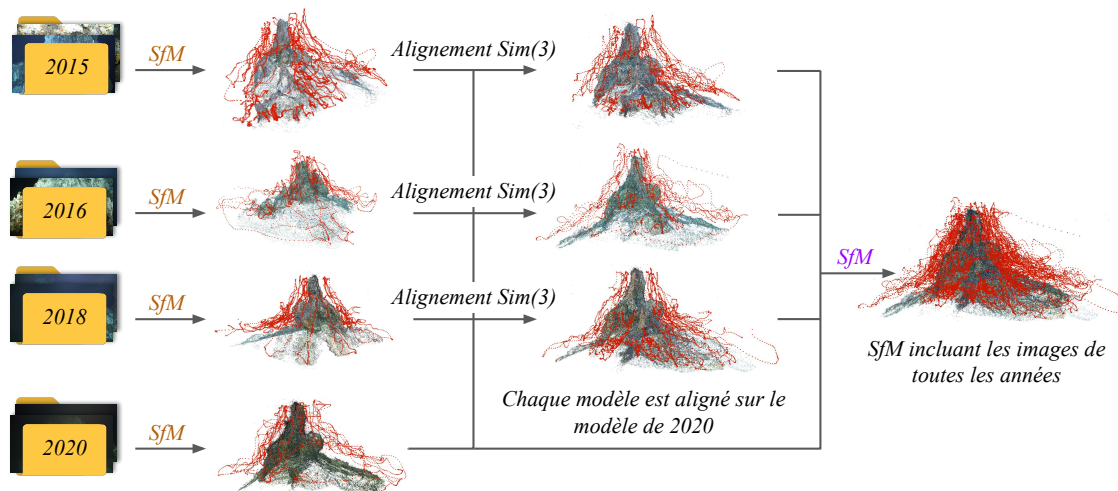 2015
SfM
Alignement Sim(3)
2016
SfM
Alignement Sim(3)
SfM
2018
SfM
Alignement Sim(3)
SfM incluant les images de
toutes les années
Chaque modèle est aligné sur le
modèle de 2020
2020
SfM